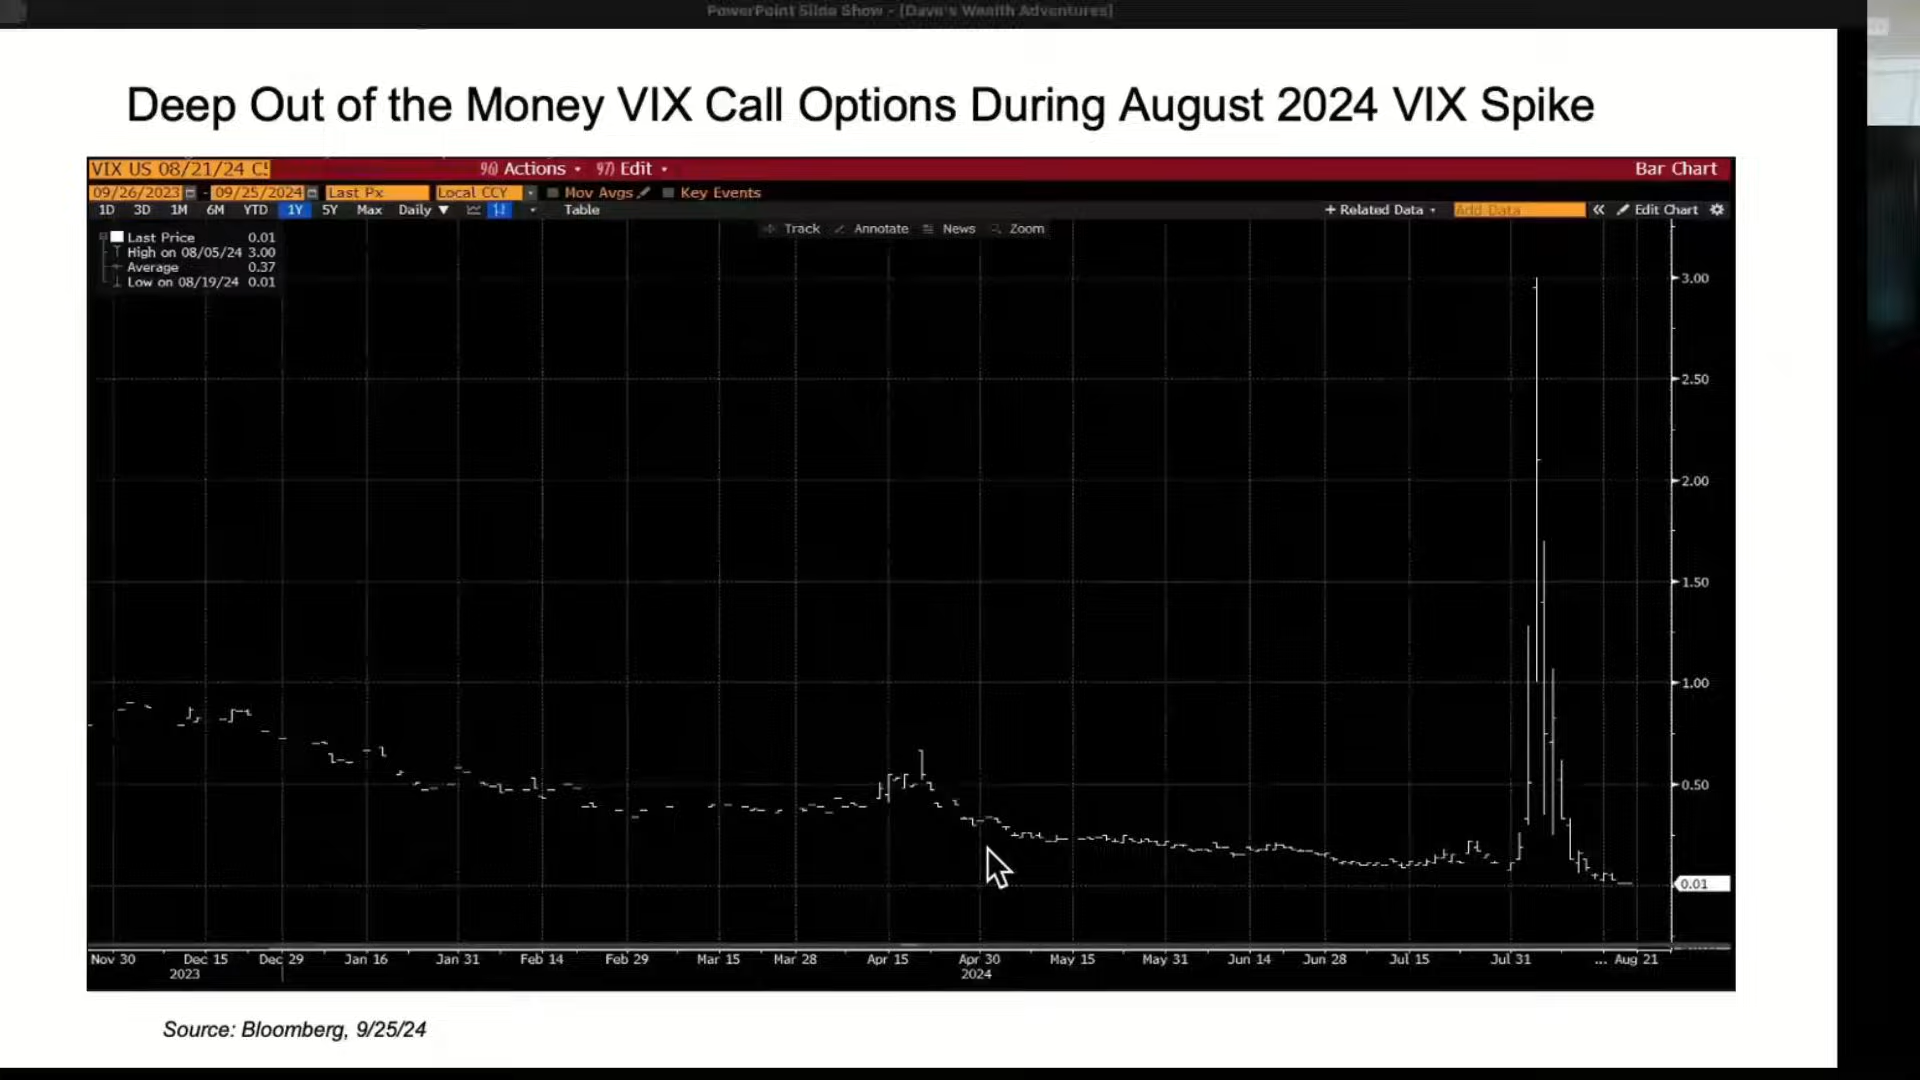 PowerPoint Slide Show - [Dave's Wealth Adventures]
Deep Out of the Money VIX Call Options During August 2024 VIX Spike
VIX US 08/21/24 C5 96) Actions 97) Edit Bar Chart
09/26/2023 - 09/25/2024 Last Px Local CCY Mov Avgs Key Events
1D 3D 1M 6M YTD 1Y 5Y Max Daily Table + Related Data Add Data « Edit Chart
Track Annotate News Zoom
Last Price 0.01
High on 08/05/24 3.00
Average 0.37
Low on 08/19/24 0.01
3.00
2.50
2.00
1.50
1.00
0.50
0.01
Nov 30 Dec 15 Dec 29 Jan 16 Jan 31 Feb 14 Feb 29 Mar 15 Mar 28 Apr 15 Apr 30 May 15 May 31 Jun 14 Jun 28 Jul 15 Jul 31 ... Aug 21
2023 2024
Source: Bloomberg, 9/25/24